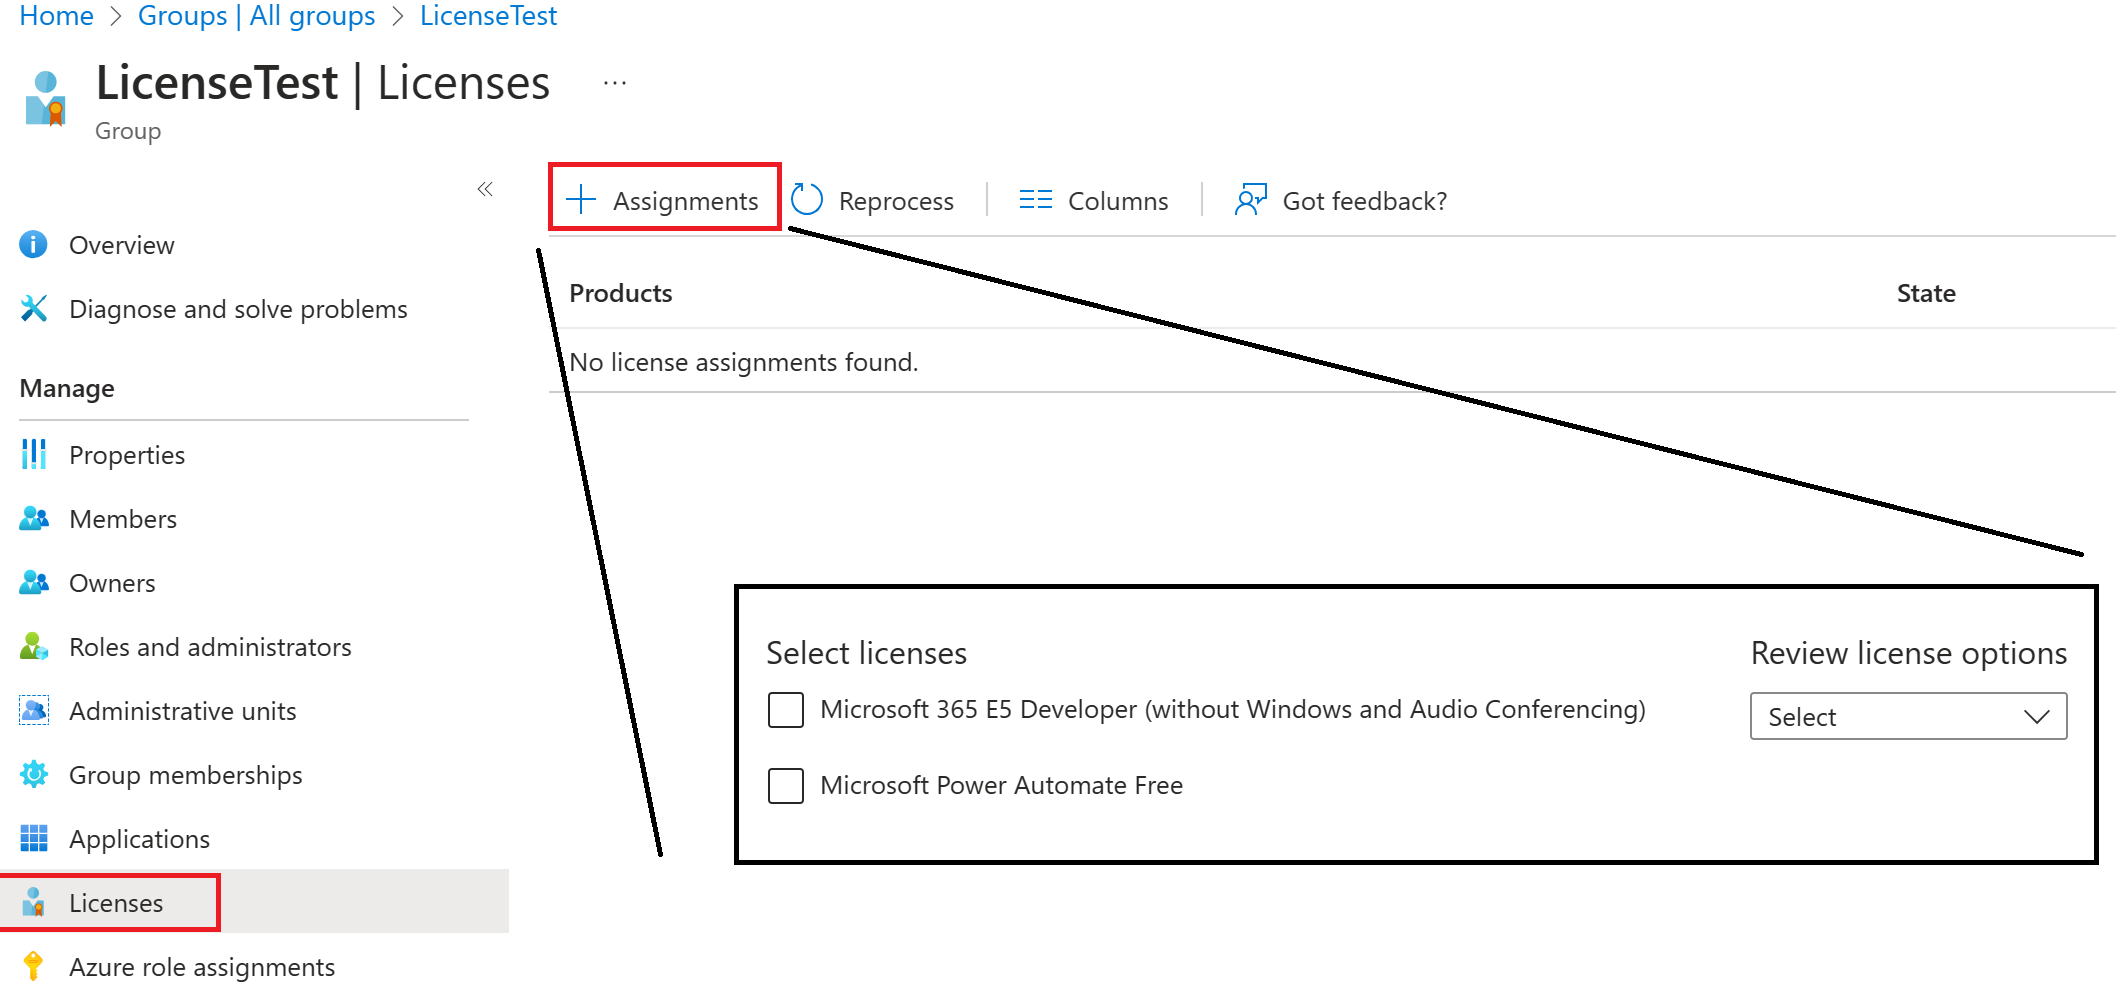 Home > Groups | All groups > LicenseTest
LicenseTest | Licenses ...
Group
«
Assignments Reprocess Columns Got feedback?
Overview
Diagnose and solve problems
Manage
Properties
Members
Owners
Roles and administrators
Administrative units
Group memberships
Applications
Licenses
Azure role assignments
Products State
No license assignments found.
Select licenses Review license options
Microsoft 365 E5 Developer (without Windows and Audio Conferencing) Select
Microsoft Power Automate Free